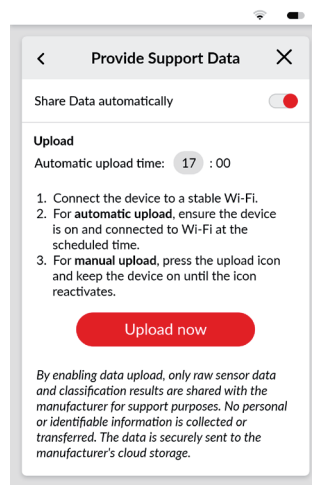 Provide Support Data
Share Data automatically
Upload
Automatic upload time: 17 : 00
1. Connect the device to a stable Wi-Fi.
2. For automatic upload, ensure the device
is on and connected to Wi-Fi at the
scheduled time.
3. For manual upload, press the upload icon
and keep the device on until the icon
reactivates.
Upload now
By enabling data upload, only raw sensor data
and classification results are shared with the
manufacturer for support purposes. No personal
or identifiable information is collected or
transferred. The data is securely sent to the
manufacturer's cloud storage.